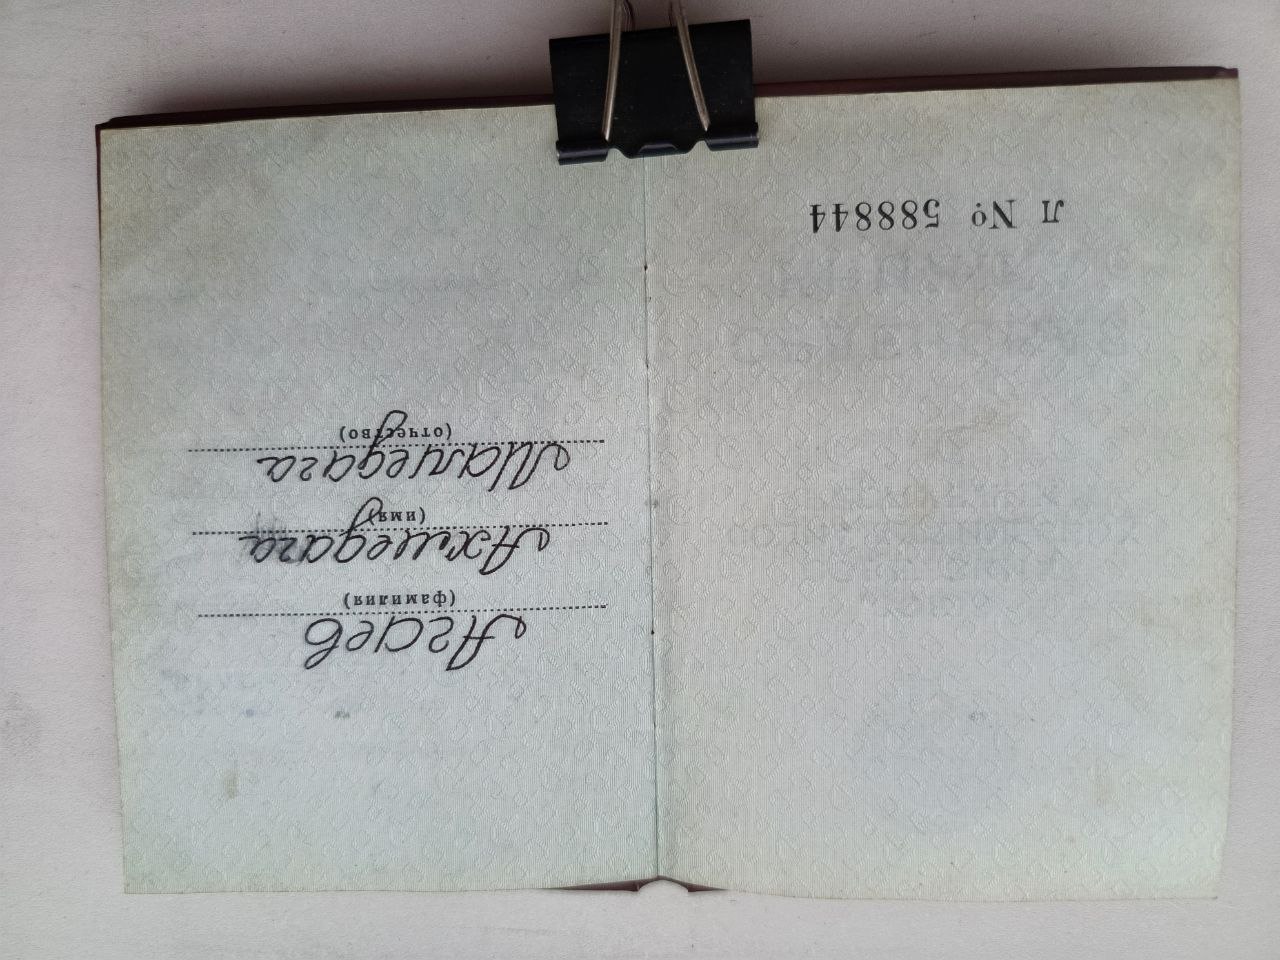 Л № 588844
Агаев
(фамилия)
Ахмедага
(имя)
Мамедага
(отчество)